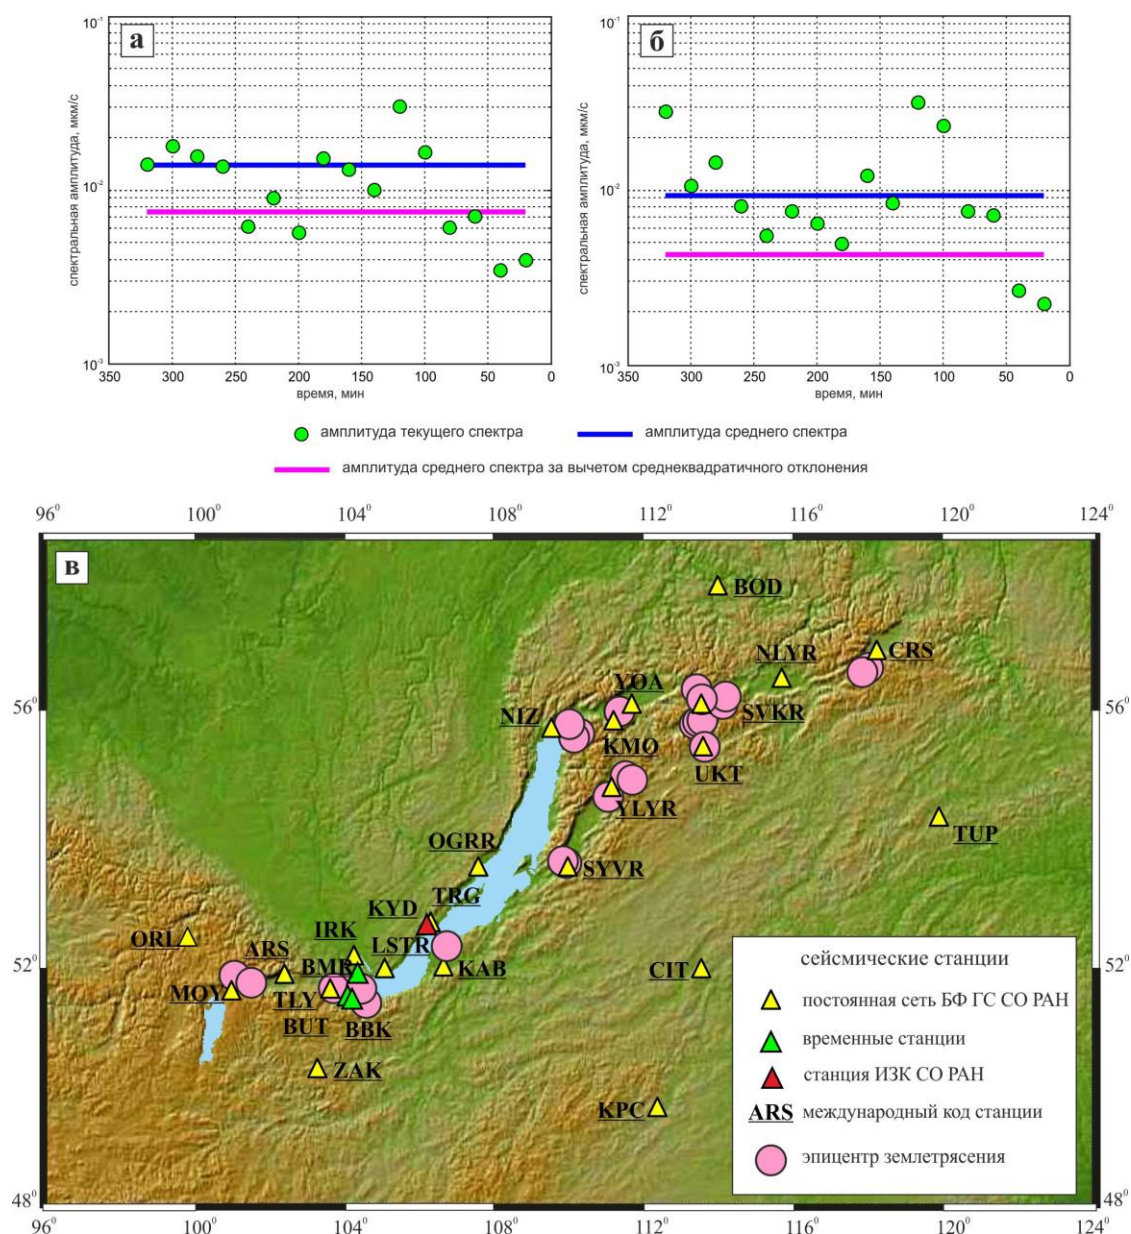 а
спектральная амплитуда, мкм/с
10⁻¹
10⁻²
10⁻³
350 300 250 200 150 100 50 0
время, мин
б
спектральная амплитуда, мкм/с
10⁻¹
10⁻²
10⁻³
350 300 250 200 150 100 50 0
время, мин
амплитуда текущего спектра
амплитуда среднего спектра
амплитуда среднего спектра за вычетом среднеквадратичного отклонения
96⁰ 100⁰ 104⁰ 108⁰ 112⁰ 116⁰ 120⁰ 124⁰
в
BOD
NLYR
CRS
YOA
NIZ
SVKR
56⁰ 56⁰
KMO
UKT
YLYR
TUP
OGRR
SYVR
TRG
KYD
IRK
ORL
ARS
LSTR
BMK
KAB
CIT
52⁰ 52⁰
MOY
TLY
BUT
BBK
ZAK
KPC
сейсмические станции
постоянная сеть БФ ГС СО РАН
временные станции
станция ИЗК СО РАН
ARS международный код станции
эпицентр землетрясения
48⁰ 48⁰
96⁰ 100⁰ 104⁰ 108⁰ 112⁰ 116⁰ 120⁰ 124⁰